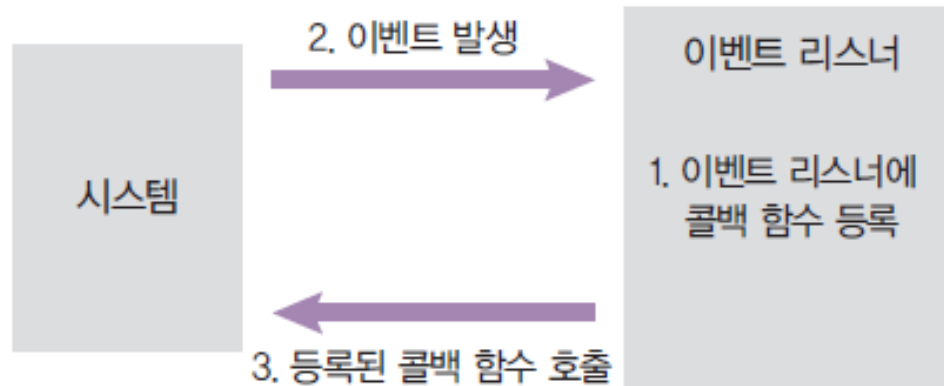 2. 이벤트 발생
이벤트 리스너
시스템
1. 이벤트 리스너에
콜백 함수 등록
3. 등록된 콜백 함수 호출